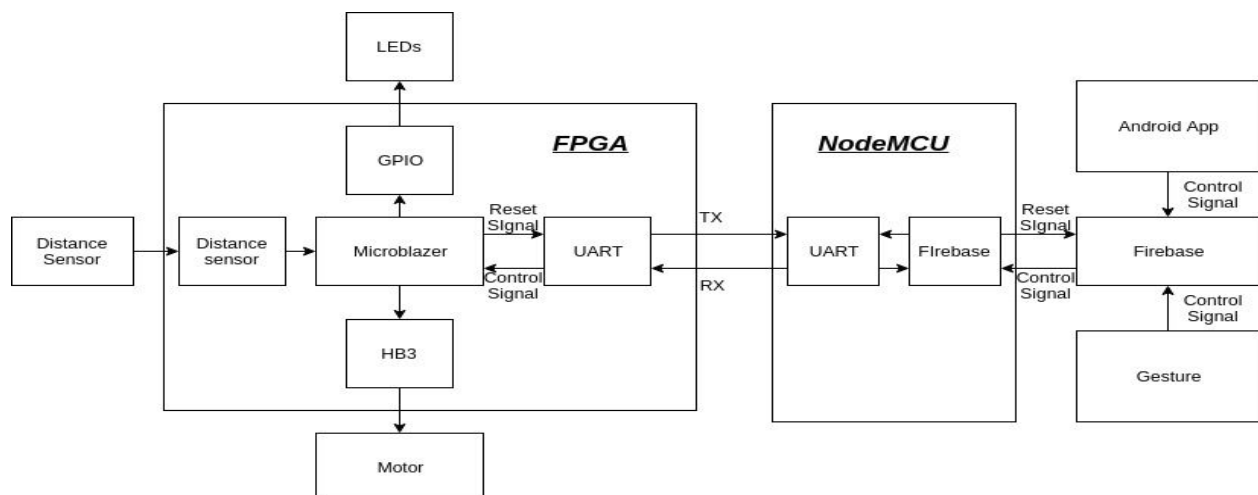 LEDs
FPGA
NodeMCU
Android App
GPIO
Control
Signal
Distance
Sensor
Distance
sensor
Microblazer
Reset
SIgnal
Control
Signal
UART
TX
RX
UART
FIrebase
Reset
SIgnal
Control
Signal
Firebase
Control
Signal
HB3
Gesture
Motor